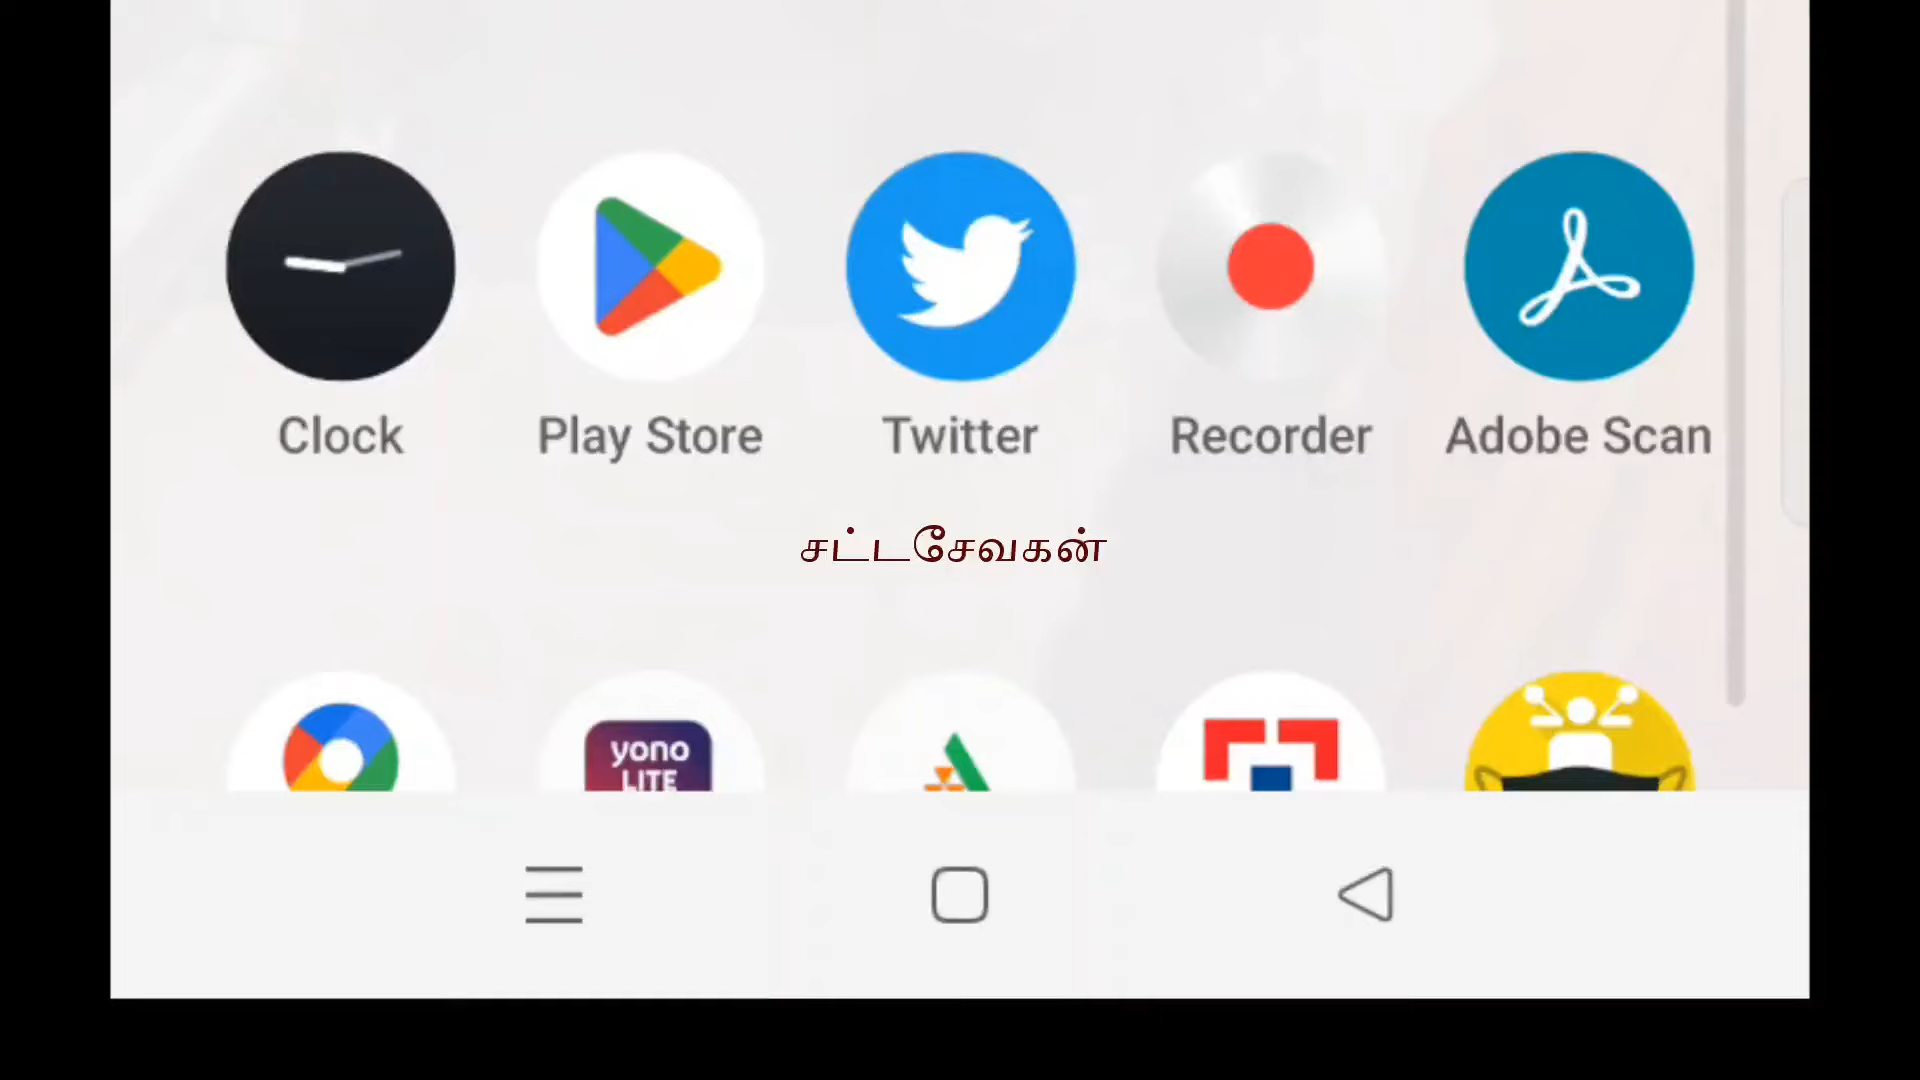 Clock Play Store Twitter Recorder Adobe Scan
சட்டசேவகன்
yono
LITE